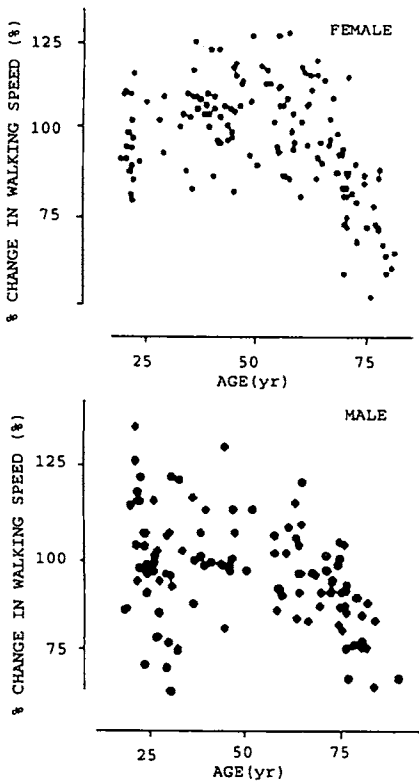 FEMALE
% CHANGE IN WALKING SPEED (%)
125
100
75
25 50 75
AGE(yr)
MALE
% CHANGE IN WALKING SPEED (%)
125
100
75
25 50 75
AGE(yr)